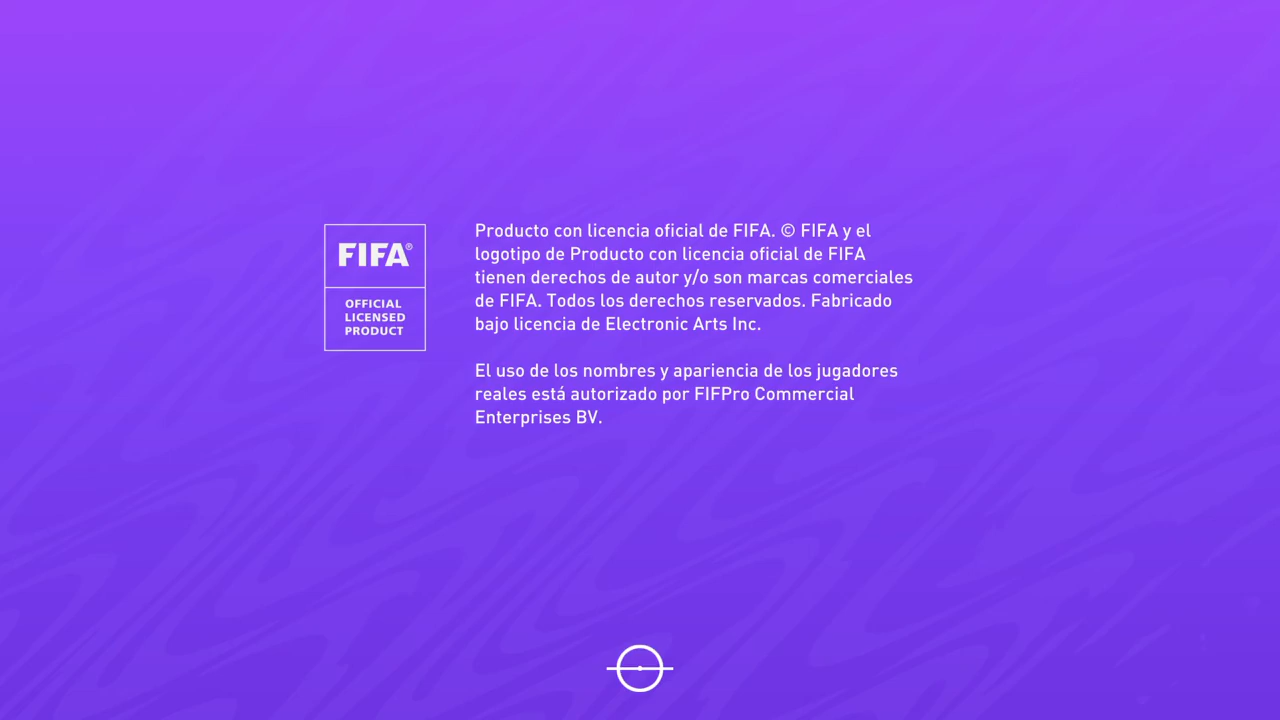 FIFA®
OFFICIAL
LICENSED
PRODUCT
Producto con licencia oficial de FIFA. © FIFA y el
logotipo de Producto con licencia oficial de FIFA
tienen derechos de autor y/o son marcas comerciales
de FIFA. Todos los derechos reservados. Fabricado
bajo licencia de Electronic Arts Inc.
El uso de los nombres y apariencia de los jugadores
reales está autorizado por FIFPro Commercial
Enterprises BV.